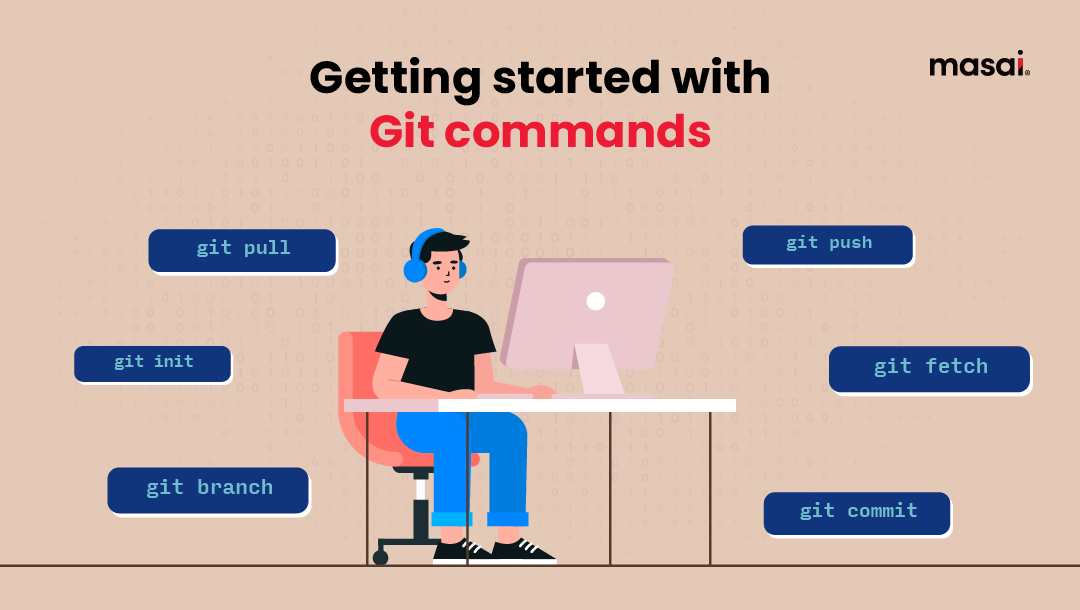 Getting started with
Git commands
masai®
git pull
git push
git init
git fetch
git branch
git commit